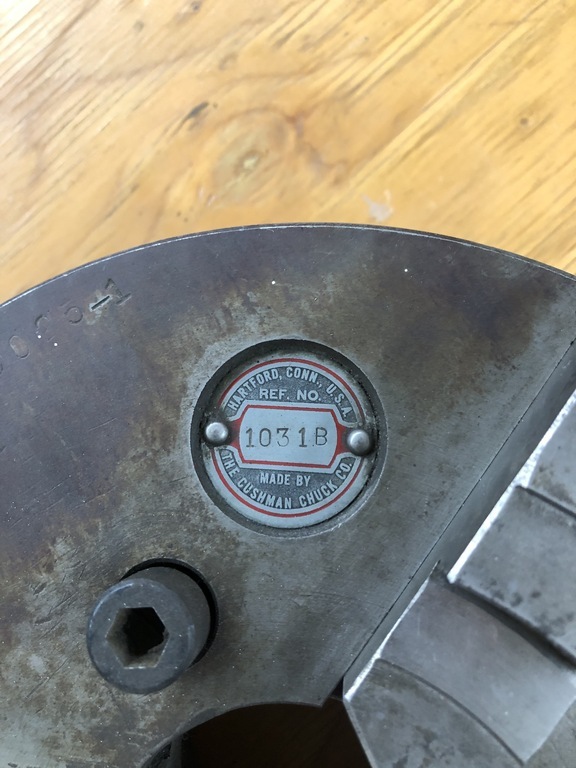 HARTFORD, CONN., U.S.A.
REF. NO.
1031B
MADE BY
THE CUSHMAN CHUCK CO.